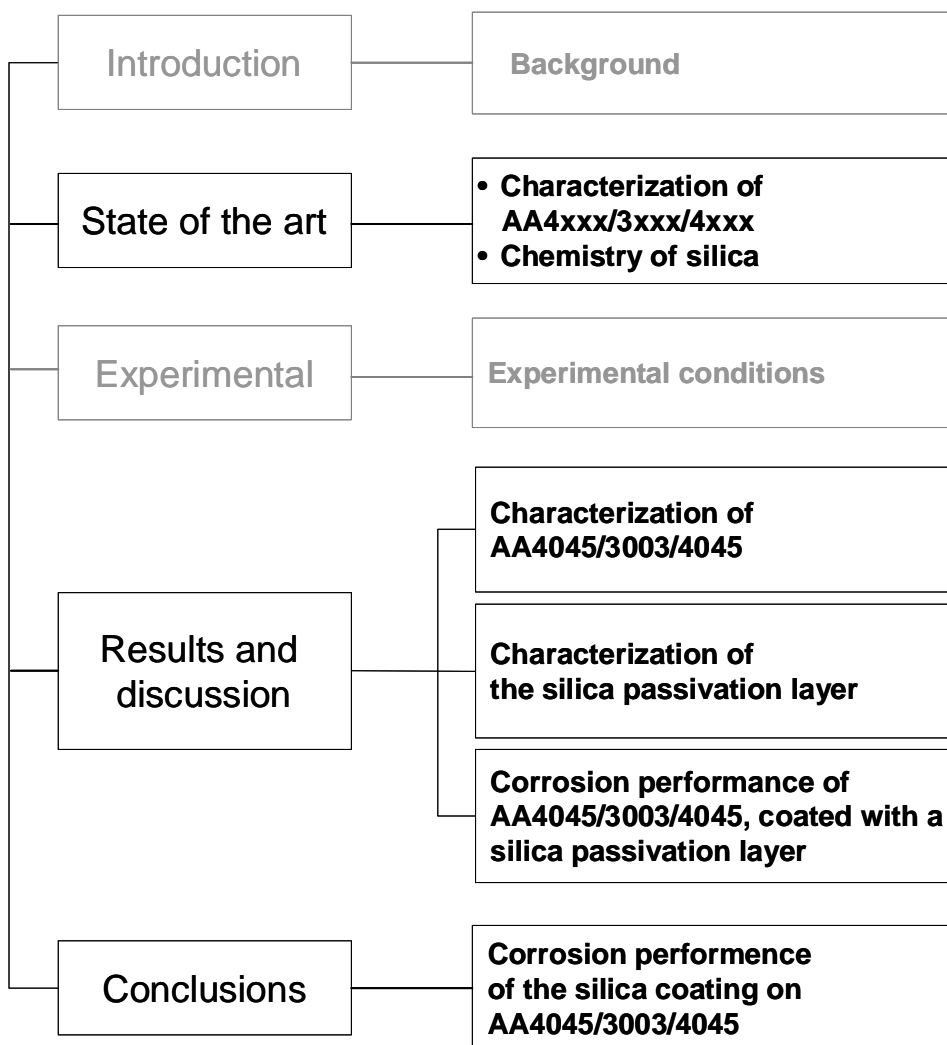 Introduction
Background
State of the art
• Characterization of
AA4xxx/3xxx/4xxx
• Chemistry of silica
Experimental
Experimental conditions
Results and
discussion
Characterization of
AA4045/3003/4045
Characterization of
the silica passivation layer
Corrosion performance of
AA4045/3003/4045, coated with a
silica passivation layer
Conclusions
Corrosion performence
of the silica coating on
AA4045/3003/4045